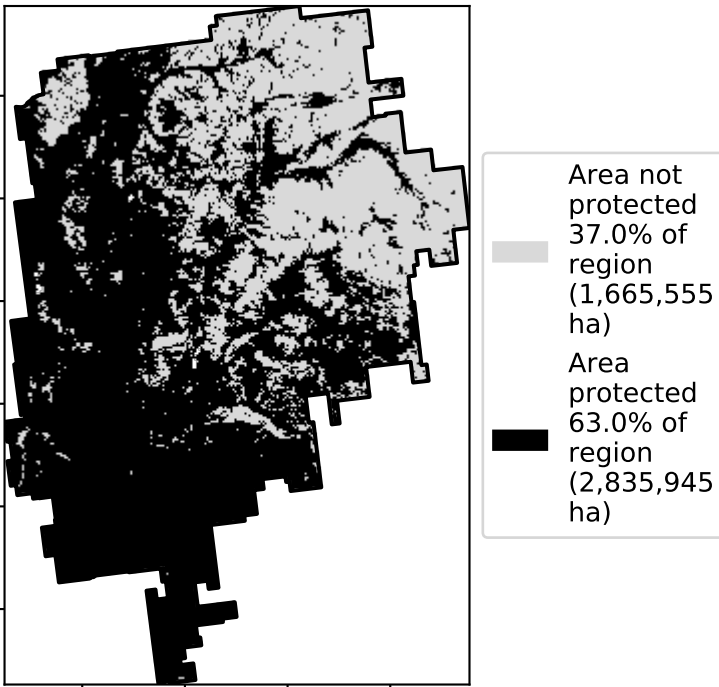 Area not
protected
37.0% of
region
(1,665,555
ha)
Area
protected
63.0% of
region
(2,835,945
ha)